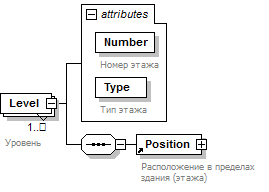 attributes
Number
Номер этажа
Type
Тип этажа
Level
1..
Уровень
Position
Расположение в пределах
здания (этажа)